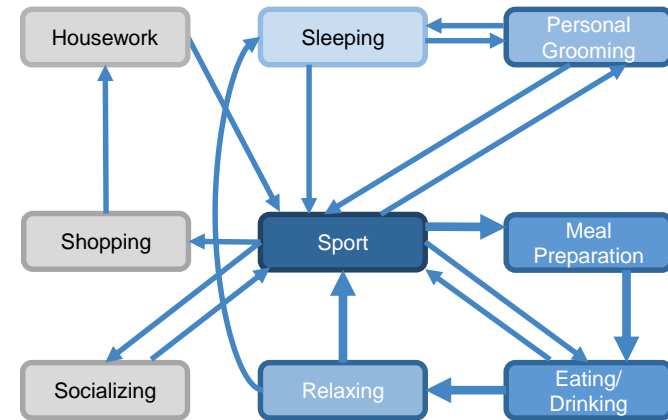 Housework
Sleeping
Personal
Grooming
Shopping
Sport
Meal
Preparation
Socializing
Relaxing
Eating/
Drinking